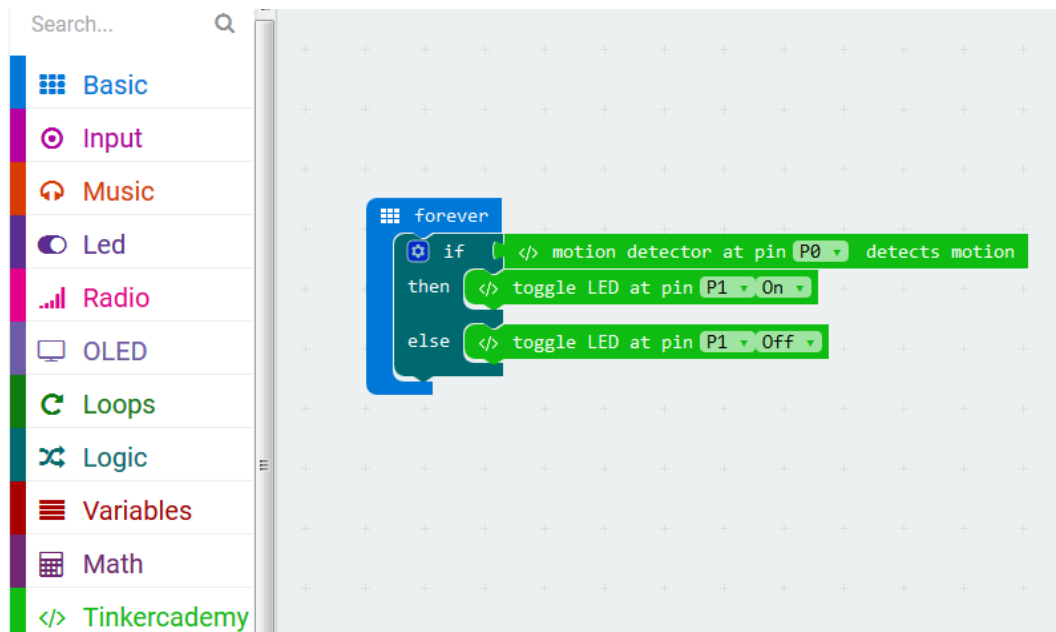 Search...
Basic
Input
Music
Led
Radio
OLED
Loops
Logic
Variables
Math
</> Tinkercademy
forever
if </> motion detector at pin P0 detects motion
then </> toggle LED at pin P1 On
else </> toggle LED at pin P1 Off